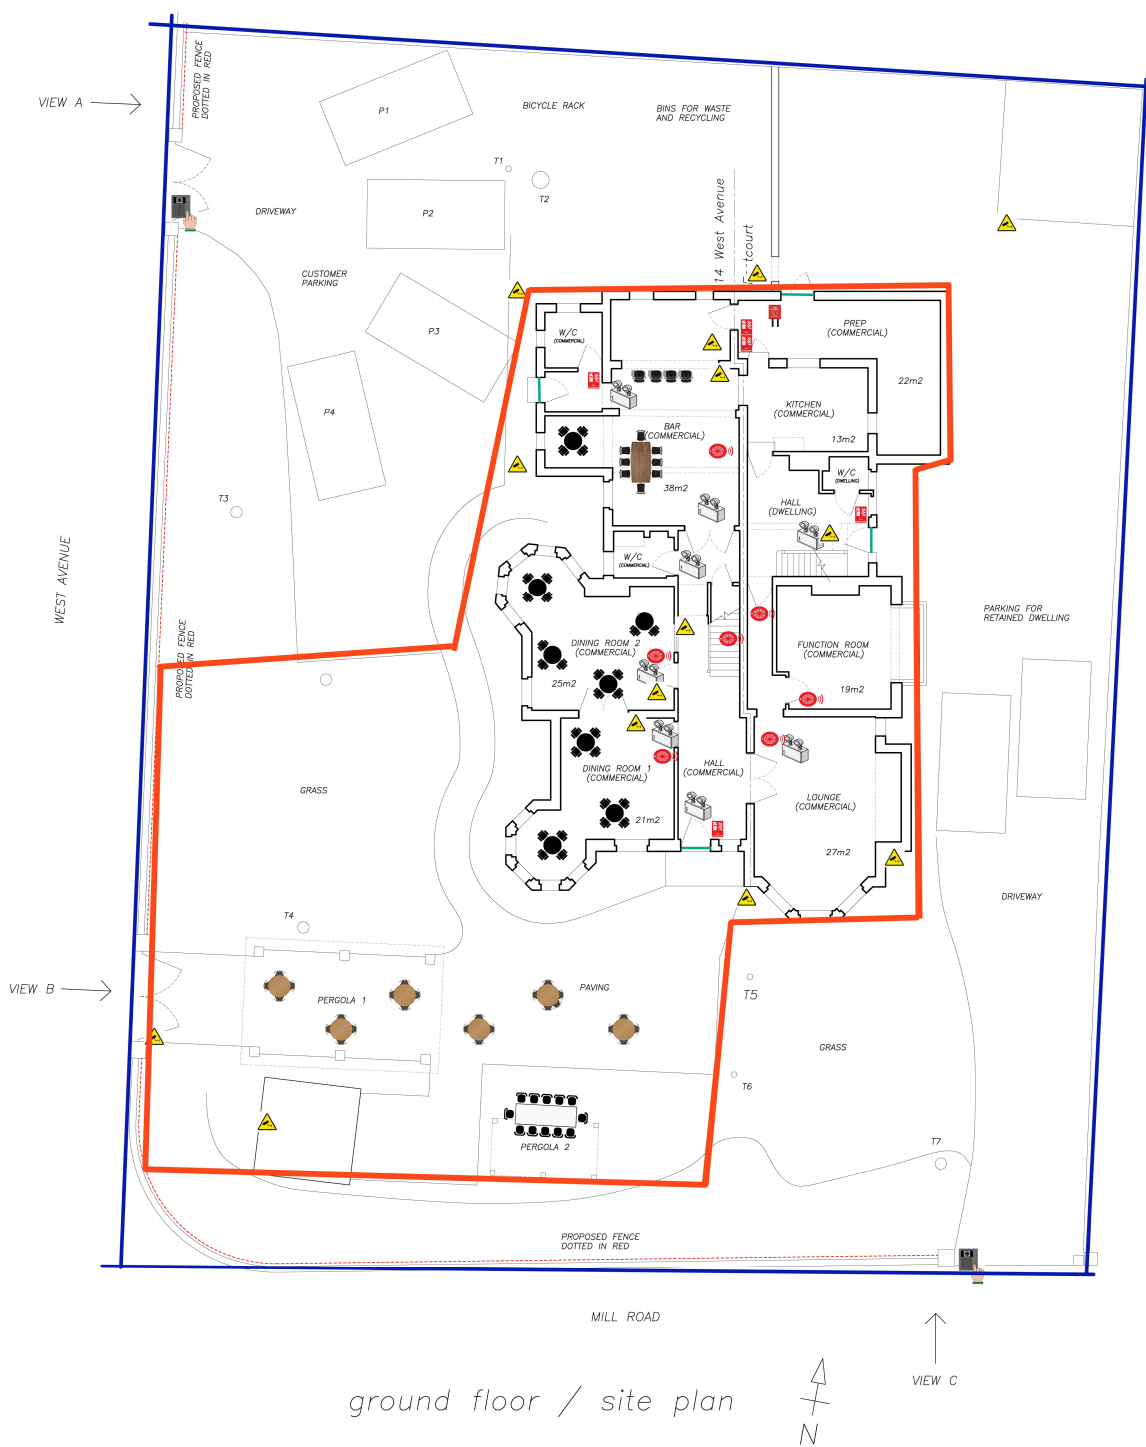 PROPOSED FENCE
DOTTED IN RED
VIEW A
P1
BICYCLE RACK
BINS FOR WASTE
AND RECYCLING
T1
T2
DRIVEWAY
P2
14 West Avenue
CUSTOMER
PARKING
P3
W/C
(COMMERCIAL)
PREP
(COMMERCIAL)
22m2
P4
KITCHEN
(COMMERCIAL)
13m2
BAR
(COMMERCIAL)
38m2
W/C
(DWELLING)
HALL
(DWELLING)
T3
WEST AVENUE
W/C
(COMMERCIAL)
PARKING FOR
RETAINED DWELLING
PROPOSED FENCE
DOTTED IN RED
DINING ROOM 2
(COMMERCIAL)
25m2
FUNCTION ROOM
(COMMERCIAL)
19m2
GRASS
DINING ROOM 1
(COMMERCIAL)
21m2
HALL
(COMMERCIAL)
LOUNGE
(COMMERCIAL)
27m2
DRIVEWAY
T4
VIEW B
PERGOLA 1
PAVING
T5
GRASS
T6
PERGOLA 2
T7
PROPOSED FENCE
DOTTED IN RED
MILL ROAD
VIEW C
ground floor / site plan
N